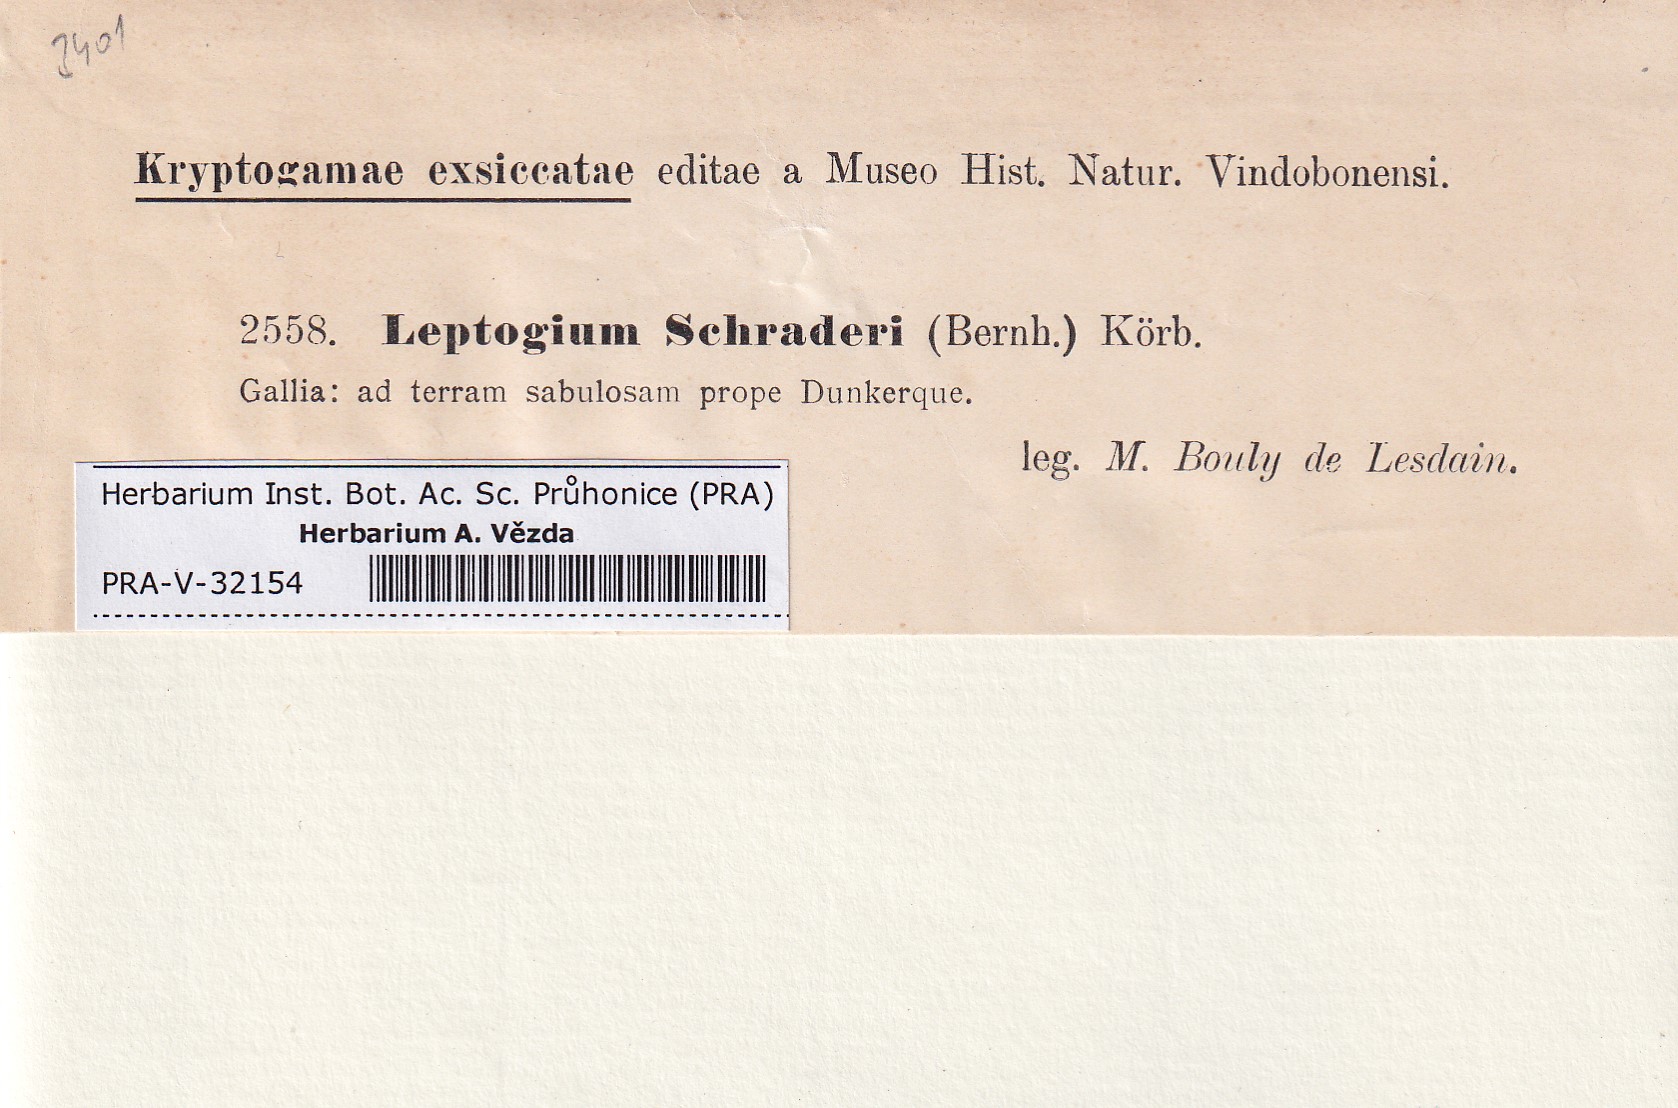 3401
Kryptogamae exsiccatae editae a Museo Hist. Natur. Vindobonensi.
2558. Leptogium Schraderi (Bernh.) Körb.
Gallia: ad terram sabulosam prope Dunkerque.
leg. M. Bouly de Lesdain.
Herbarium Inst. Bot. Ac. Sc. Průhonice (PRA)
Herbarium A. Vězda
PRA-V-32154